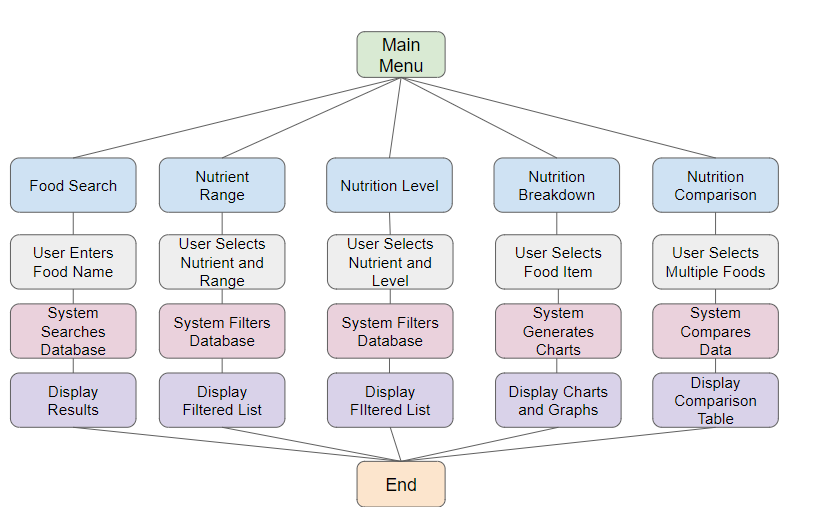 Main
Menu
Food Search
Nutrient
Range
Nutrition Level
Nutrition
Breakdown
Nutrition
Comparison
User Enters
Food Name
User Selects
Nutrient and
Range
User Selects
Nutrient and
Level
User Selects
Food Item
User Selects
Multiple Foods
System
Searches
Database
System Filters
Database
System Filters
Database
System
Generates
Charts
System
Compares
Data
Display
Results
Display
Filtered List
Display
FIltered List
Display Charts
and Graphs
Display
Comparison
Table
End